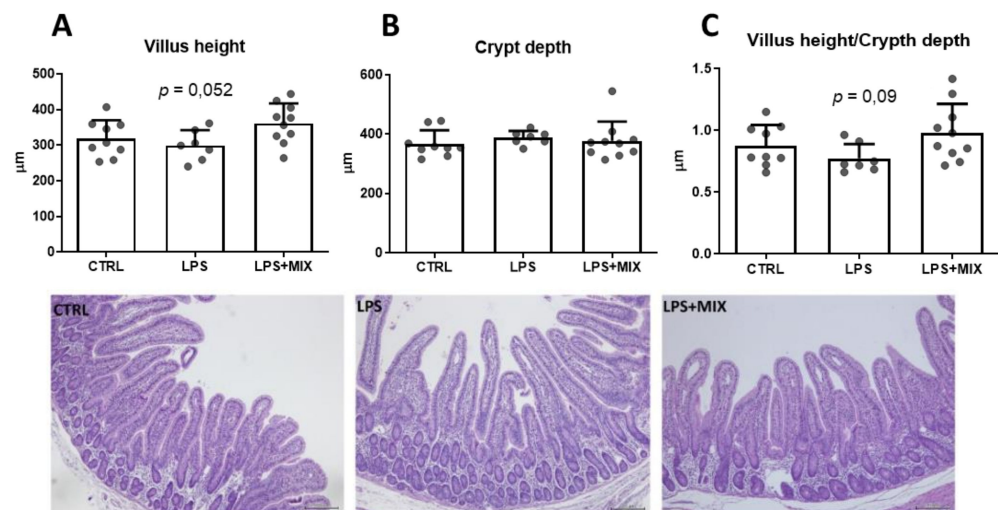 A
Villus height
500
400
300
200
100
0
μm
p = 0,052
CTRL
LPS
LPS+MIX
B
Crypt depth
600
400
200
0
μm
CTRL
LPS
LPS+MIX
C
Villus height/Crypth depth
1.5
1.0
0.5
0.0
μm
p = 0,09
CTRL
LPS
LPS+MIX
CTRL
LPS
LPS+MIX